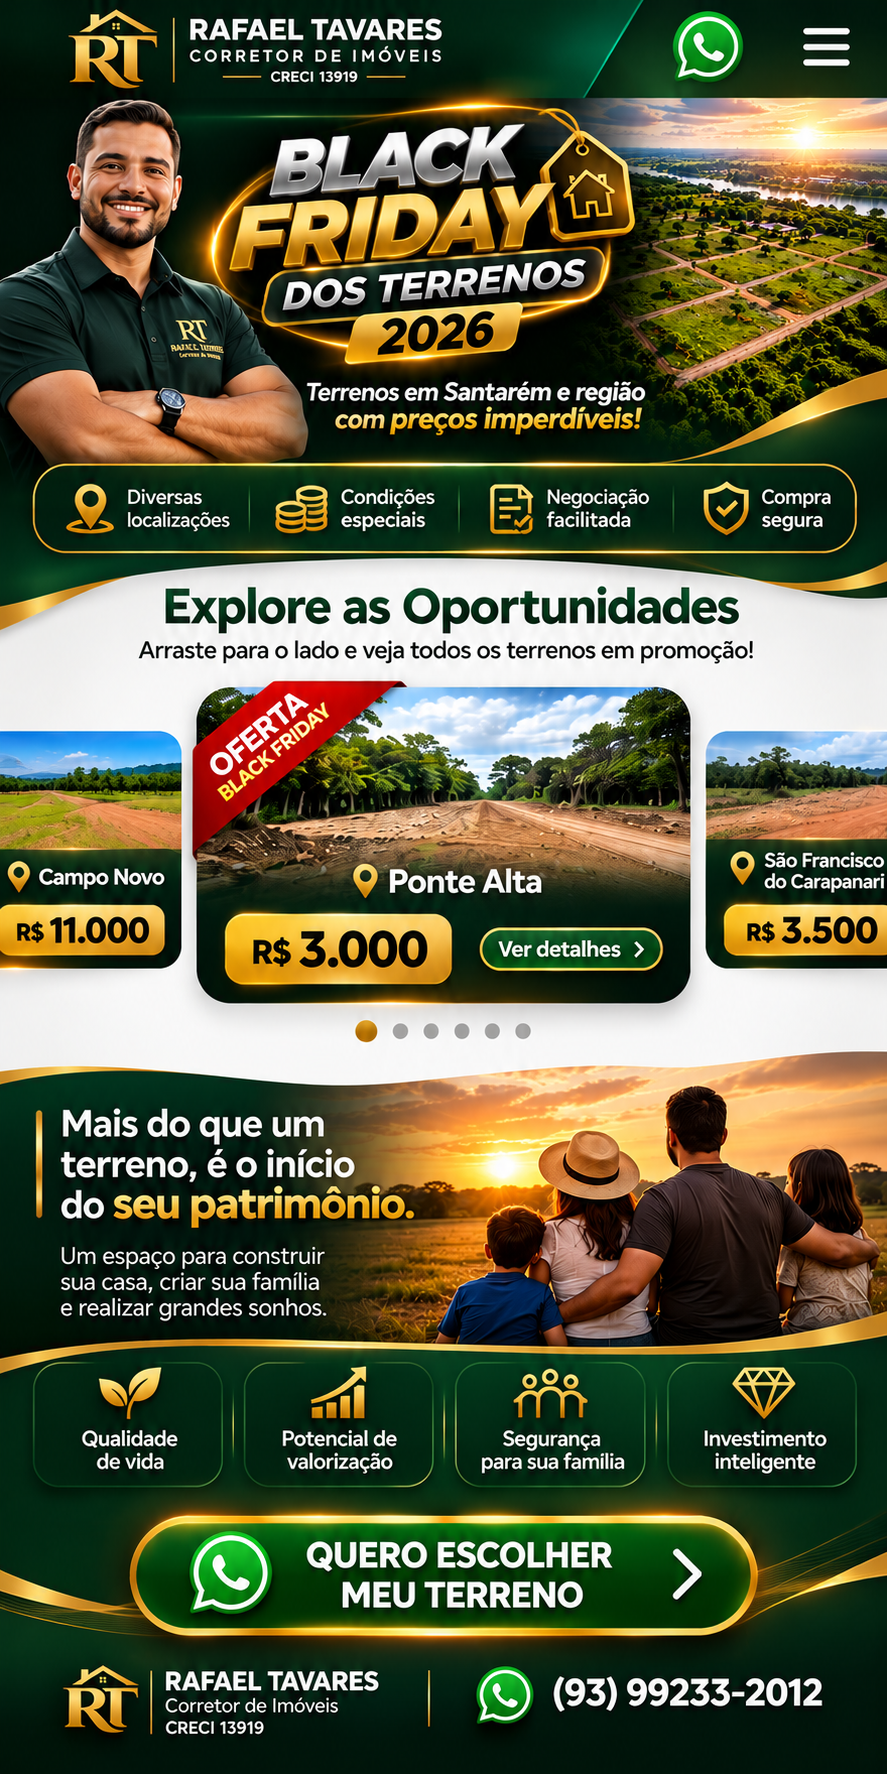 RT
RAFAEL TAVARES
CORRETOR DE IMÓVEIS
CRECI 13919
BLACK
FRIDAY
DOS TERRENOS
2026
RT
Terrenos em Santarém e região
com preços imperdíveis!
Diversas
localizações
Condições
especiais
Negociação
facilitada
Compra
segura
Explore as Oportunidades
Arraste para o lado e veja todos os terrenos em promoção!
Campo Novo
R$ 11.000
OFERTA
BLACK FRIDAY
Ponte Alta
R$ 3.000
Ver detalhes
São Francisco
do Carapanari
R$ 3.500
Mais do que um
terreno, é o início
do seu patrimônio.
Um espaço para construir
sua casa, criar sua família
e realizar grandes sonhos.
Qualidade
de vida
Potencial de
valorização
Segurança
para sua família
Investimento
inteligente
QUERO ESCOLHER
MEU TERRENO
RT
RAFAEL TAVARES
Corretor de Imóveis
CRECI 13919
(93) 99233-2012